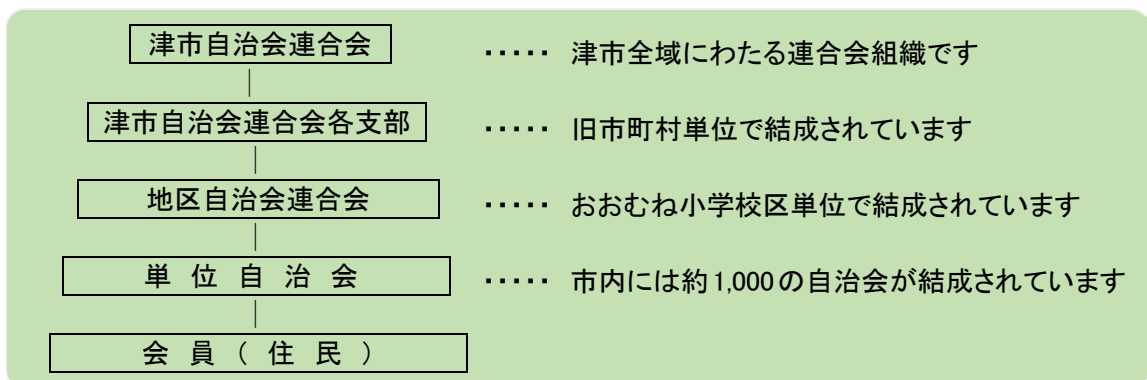 津市自治会連合会 ・・・・・ 津市全域にわたる連合会組織です
津市自治会連合会各支部 ・・・・・ 旧市町村単位で結成されています
地区自治会連合会 ・・・・・ おおむね小学校区単位で結成されています
単位自治会 ・・・・・ 市内には約1,000の自治会が結成されています
会員(住民)